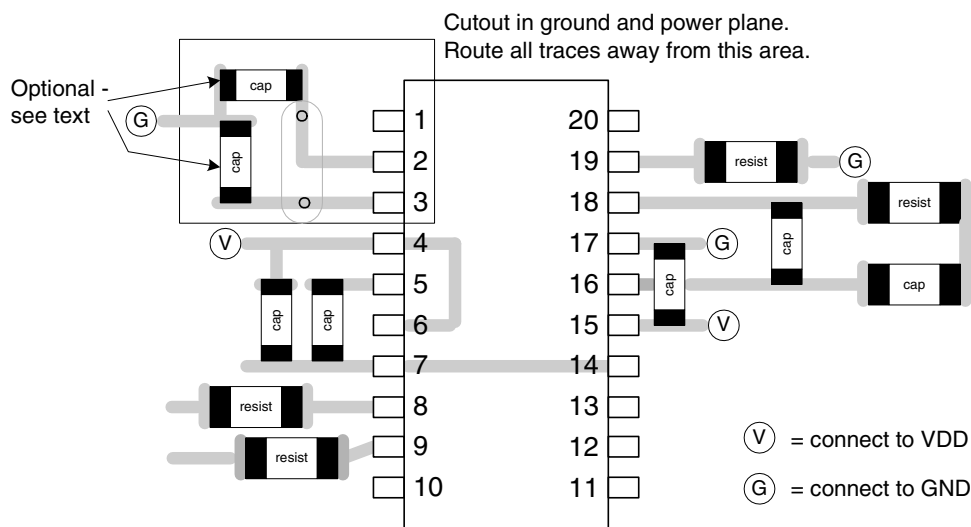 Cutout in ground and power plane.
Route all traces away from this area.
Optional -
see text
cap
G
cap
1
2
3
4
5
6
7
8
9
10
20
19
18
17
16
15
14
13
12
11
V
cap
cap
resist
resist
resist
G
resist
cap
cap
G
cap
V
V = connect to VDD
G = connect to GND